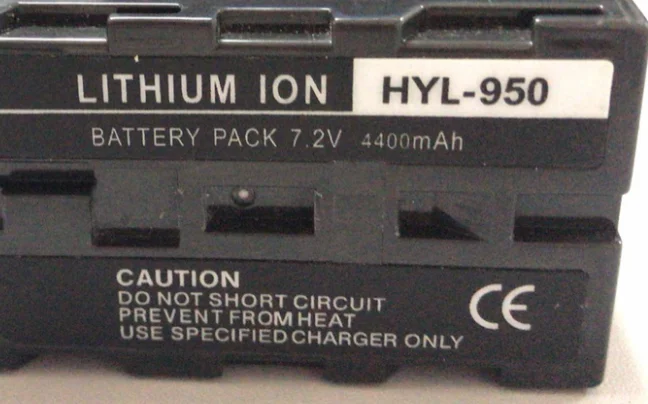 LITHIUM ION HYL-950
BATTERY PACK 7.2V 4400mAh
CAUTION
DO NOT SHORT CIRCUIT
PREVENT FROM HEAT
USE SPECIFIED CHARGER ONLY
CE